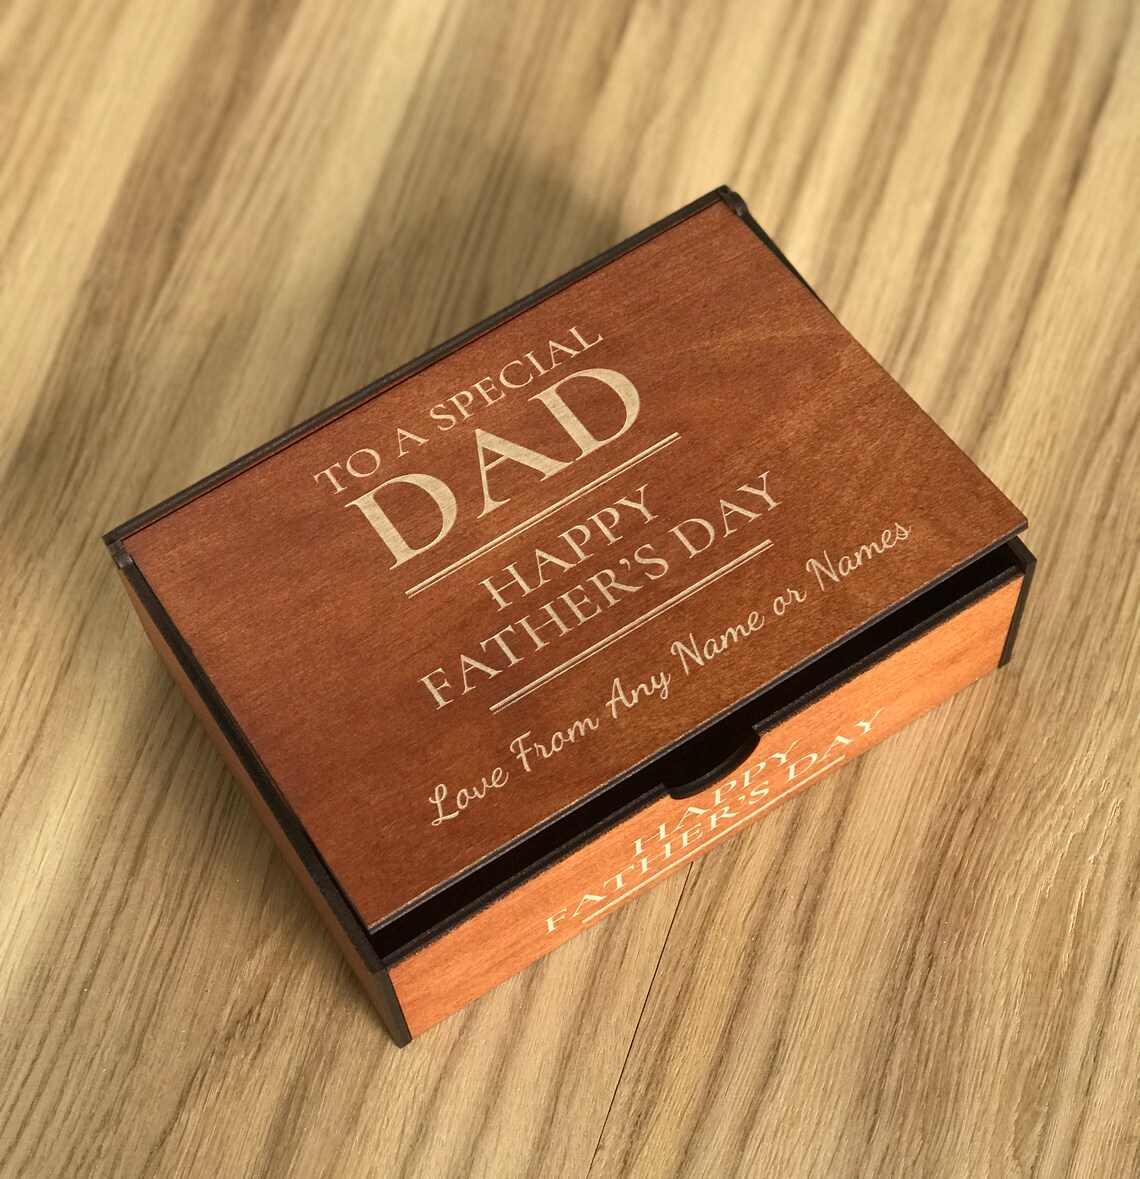 TO A SPECIAL
DAD
HAPPY
FATHER'S DAY
Love From Any Name or Names
HAPPY
FATHER'S DAY